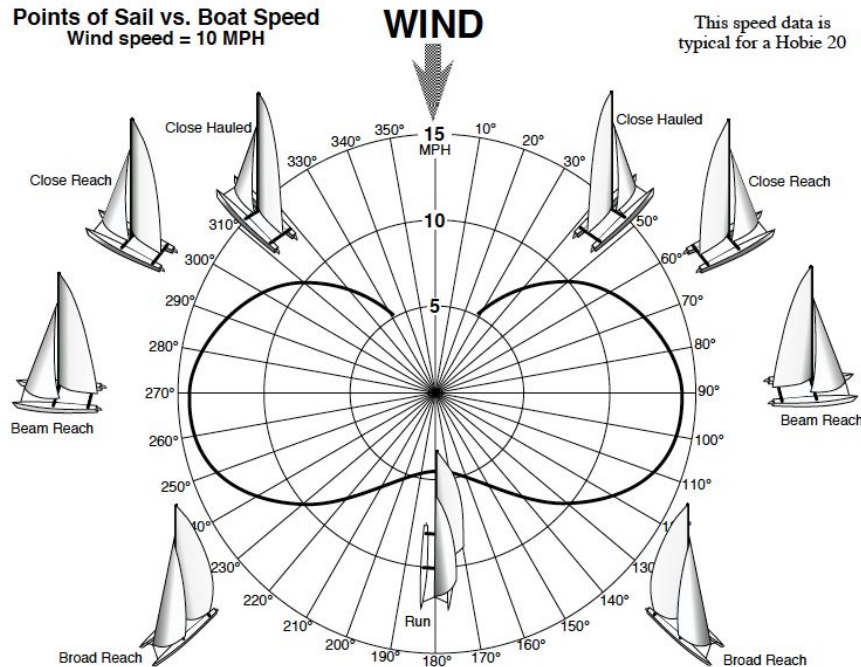 Points of Sail vs. Boat Speed
Wind speed = 10 MPH
WIND
This speed data is
typical for a Hobie 20
Close Hauled
Close Hauled
350°
15
MPH
10°
340°
20°
330°
30°
Close Reach
Close Reach
310°
10
50°
300°
60°
290°
5
70°
280°
80°
270°
90°
Beam Reach
Beam Reach
260°
100°
250°
110°
40°
230°
130°
220°
140°
210°
Run
150°
200°
160°
190°
180°
170°
Broad Reach
Broad Reach